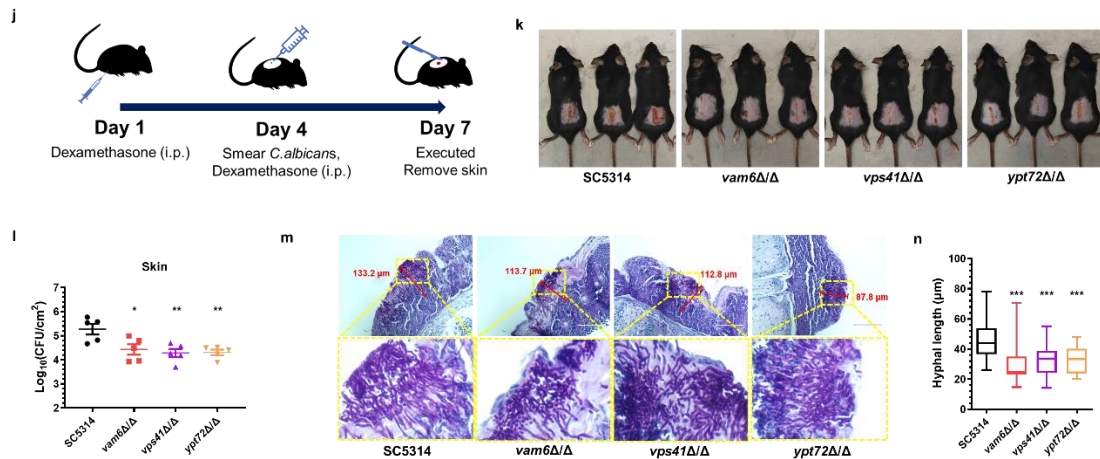 j
Day 1
Day 4
Day 7
Dexamethasone (i.p.)
Smear C.albicans,
Dexamethasone (i.p.)
Executed
Remove skin
k
SC5314
vam6Δ/Δ
vps41Δ/Δ
ypt72Δ/Δ
l
Skin
Log10(CFU/cm2)
7
6
5
4
3
2
*
**
**
SC5314
vam6Δ/Δ
vps41Δ/Δ
ypt72Δ/Δ
m
133.2 µm
113.7 µm
112.8 µm
87.8 µm
SC5314
vam6Δ/Δ
vps41Δ/Δ
ypt72Δ/Δ
n
Hyphal length (µm)
100
80
60
40
20
0
***
***
***
SC5314
vam6Δ/Δ
vps41Δ/Δ
ypt72Δ/Δ